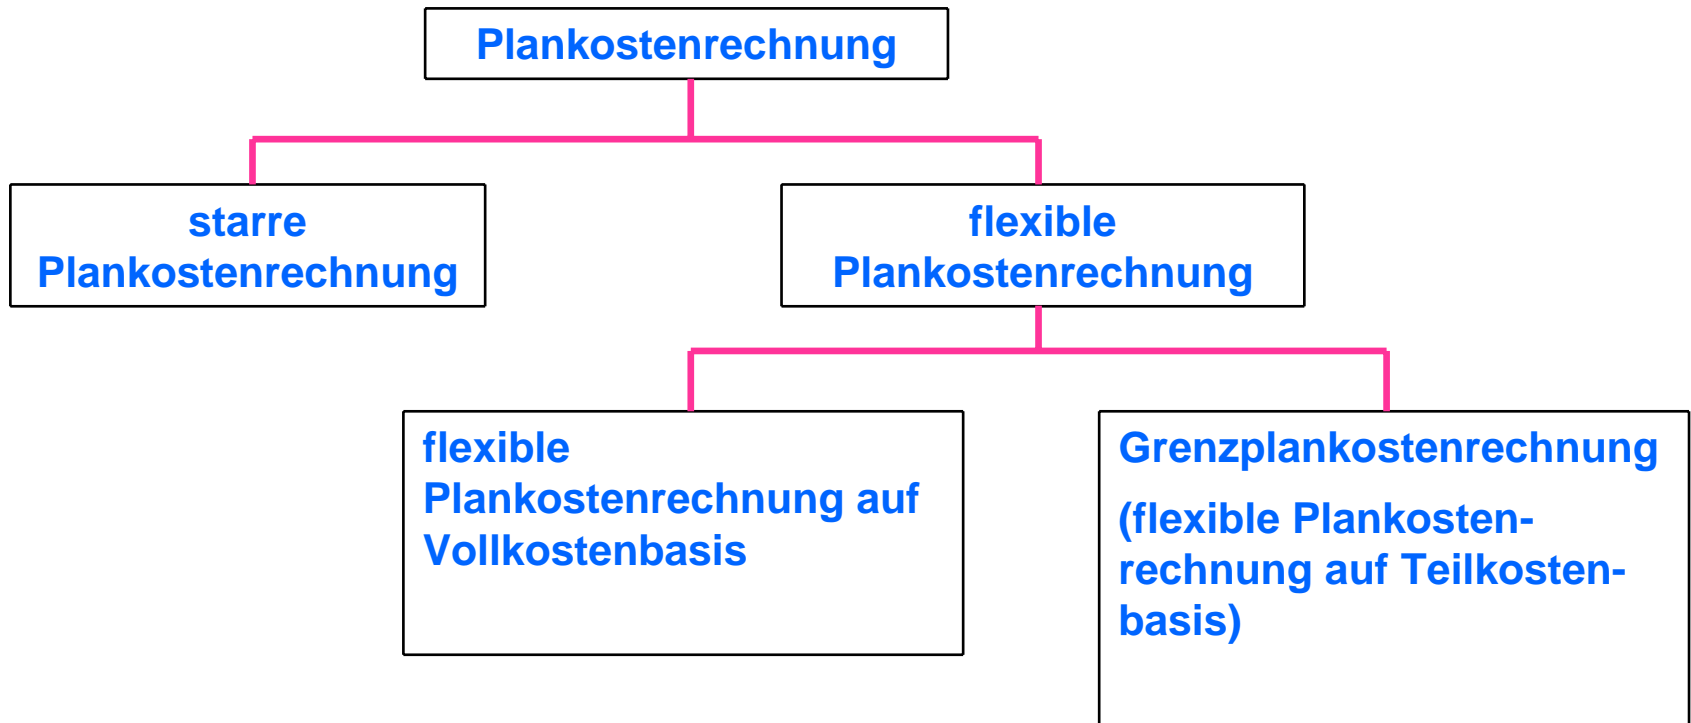 Plankostenrechnung
starre
Plankostenrechnung
flexible
Plankostenrechnung
flexible
Plankostenrechnung auf
Vollkostenbasis
Grenzplankostenrechnung
(flexible Plankosten-
rechnung auf Teilkosten-
basis)